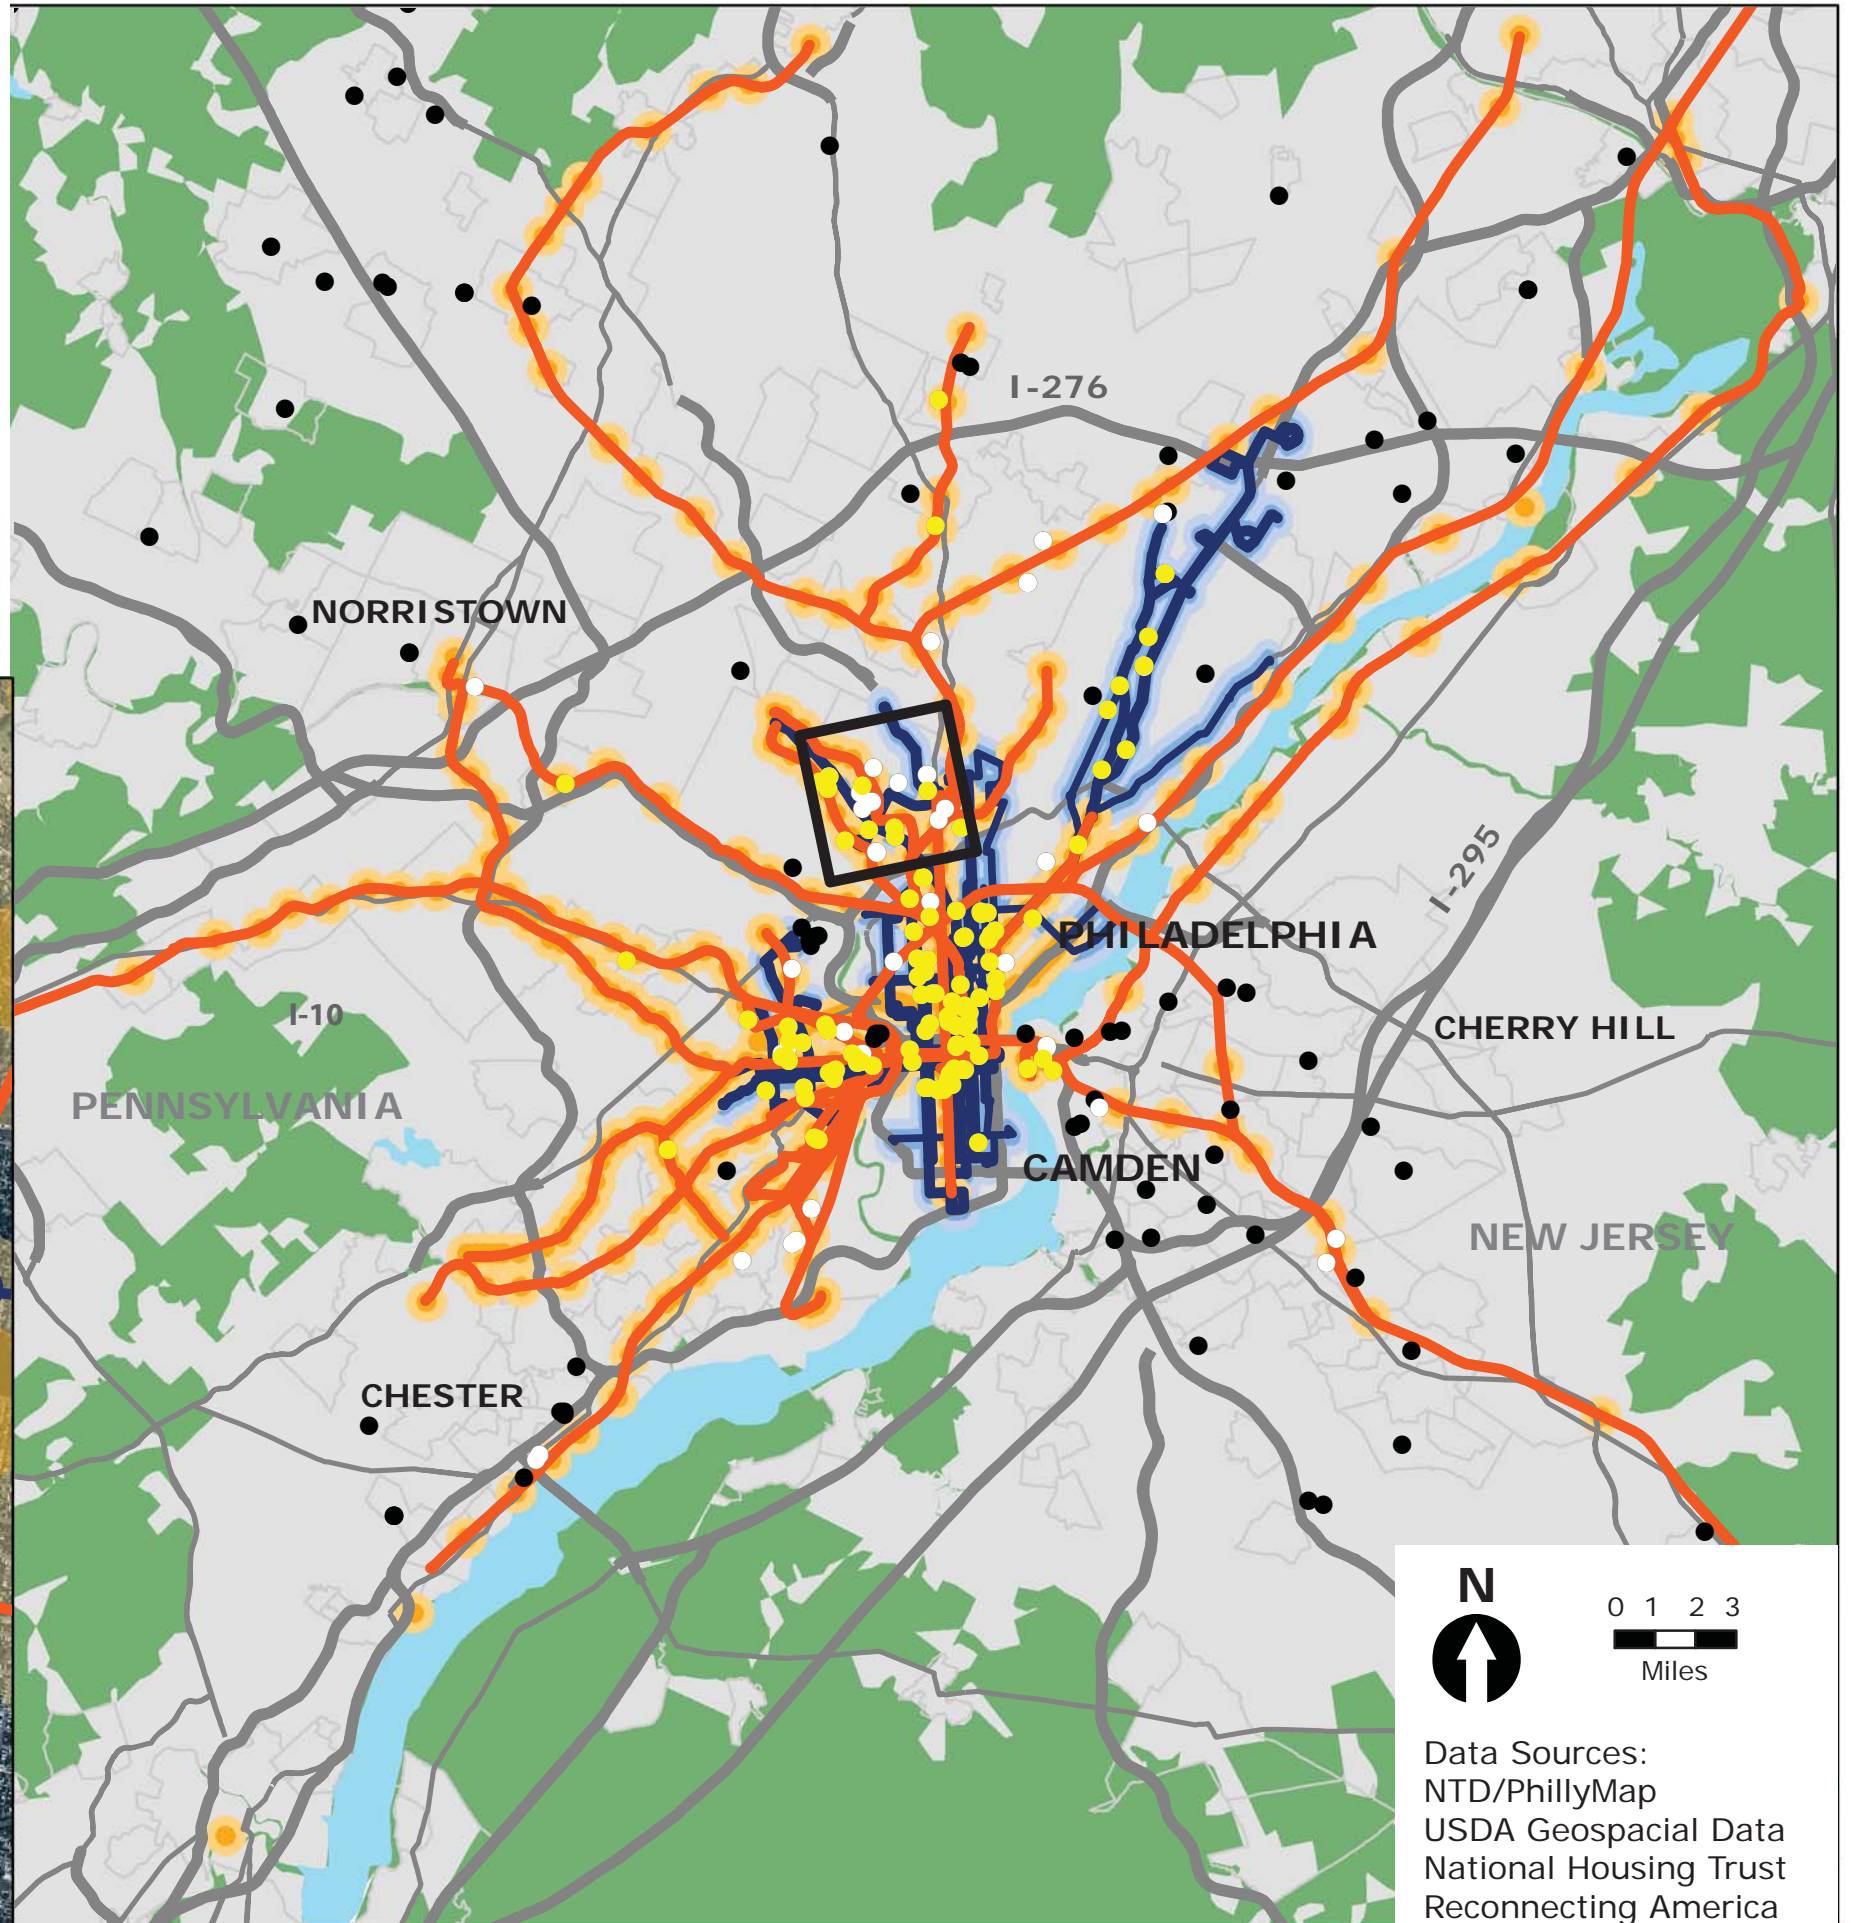 I-276
NORRISTOWN
I-295
PHILADELPHIA
I-10
CHERRY HILL
PENNSYLVANIA
CAMDEN
NEW JERSEY
CHESTER
N
0 1 2 3
Miles
Data Sources:
NTD/PhillyMap
USDA Geospacial Data
National Housing Trust
Reconnecting America